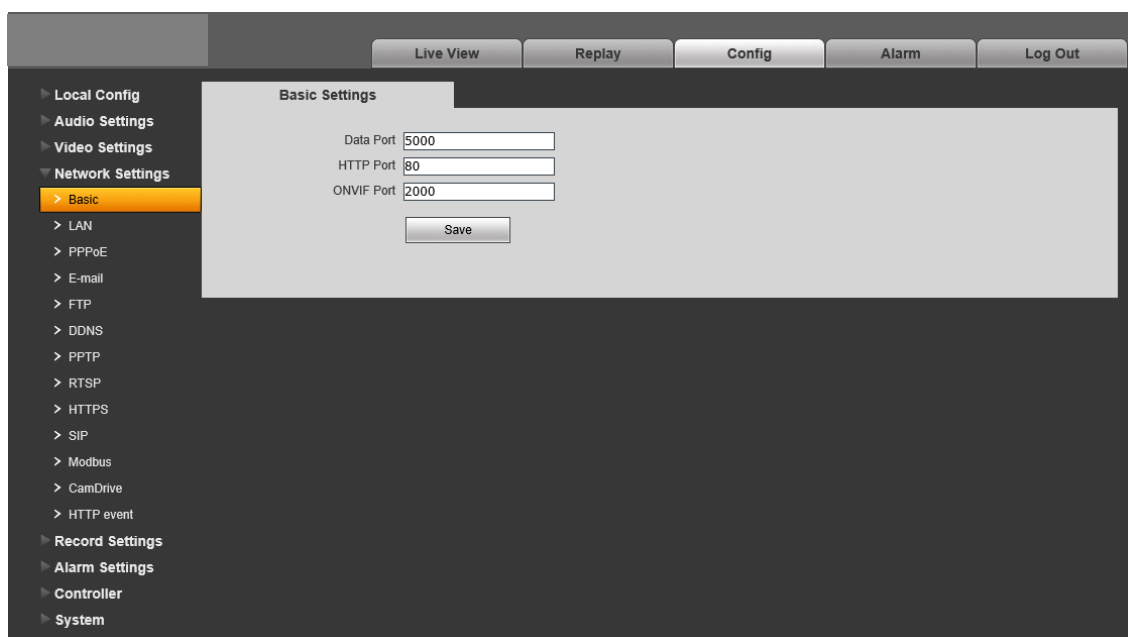 Live View
Replay
Config
Alarm
Log Out
Local Config
Audio Settings
Video Settings
Network Settings
> Basic
> LAN
> PPPoE
> E-mail
> FTP
> DDNS
> PPTP
> RTSP
> HTTPS
> SIP
> Modbus
> CamDrive
> HTTP event
Record Settings
Alarm Settings
Controller
System
Basic Settings
Data Port 5000
HTTP Port 80
ONVIF Port 2000
Save